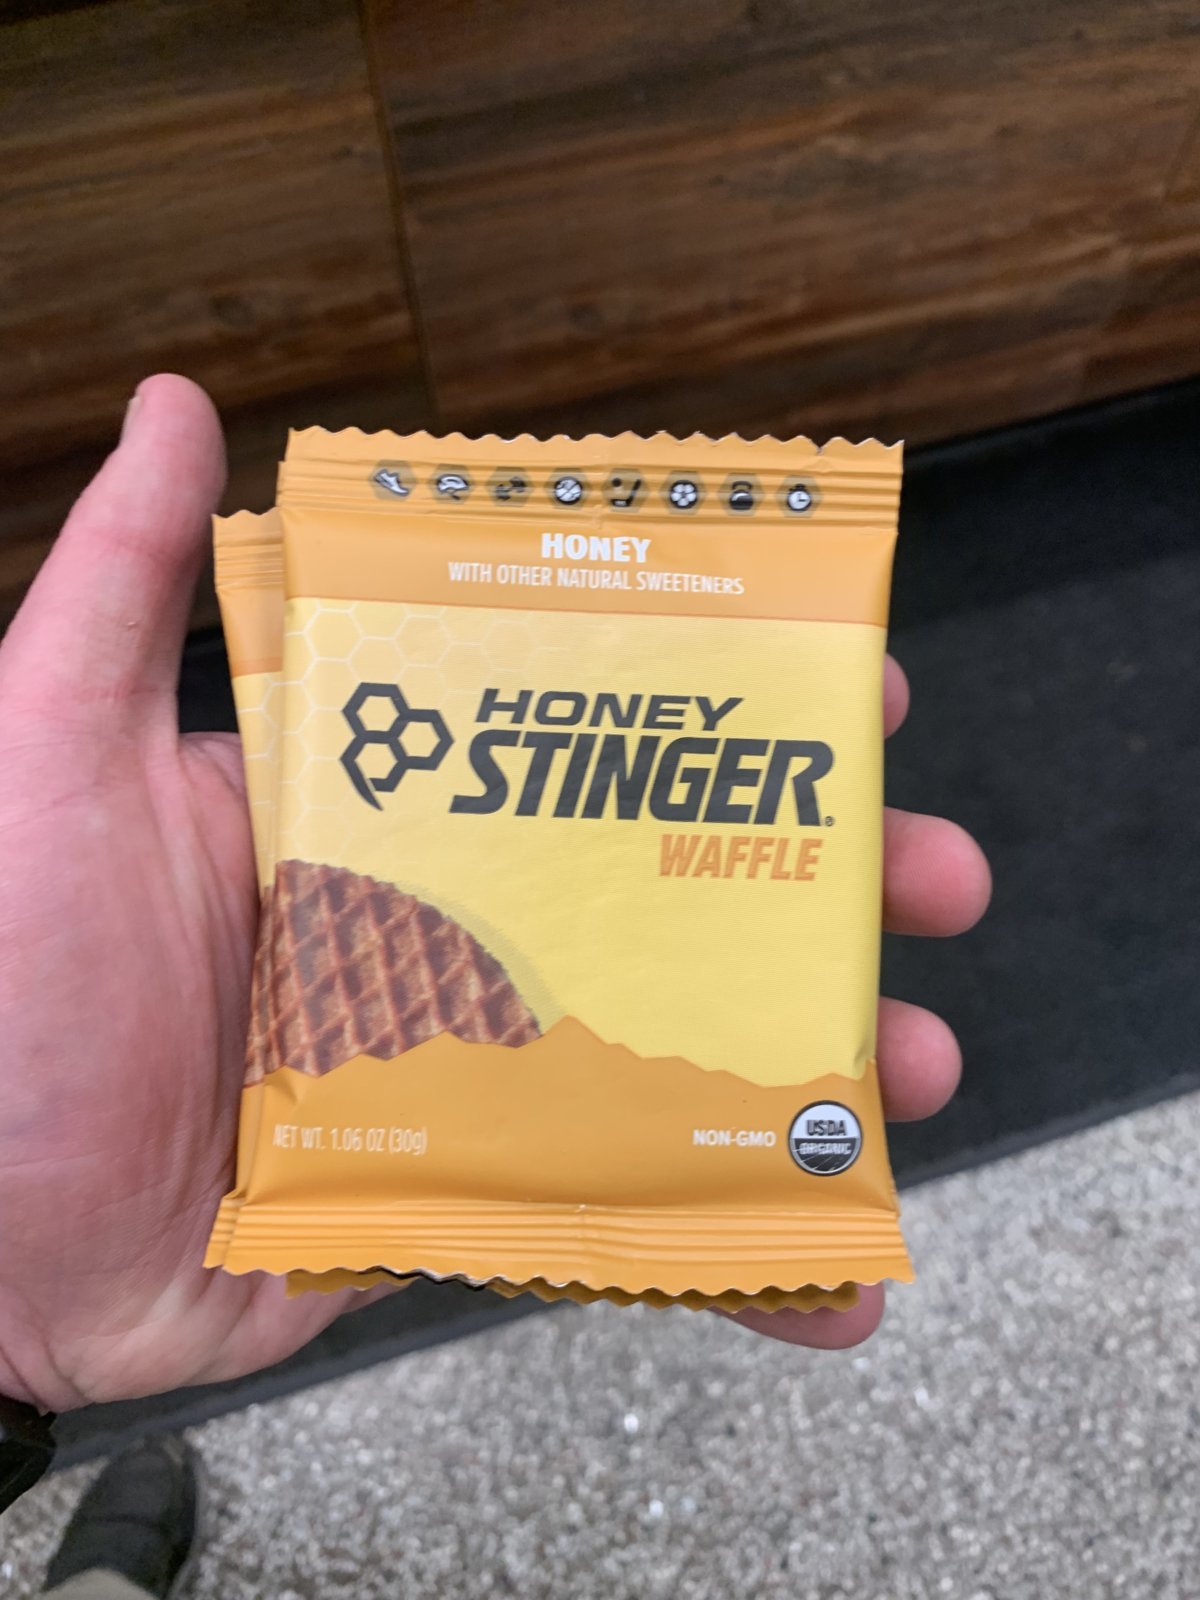 HONEY
WITH OTHER NATURAL SWEETENERS
HONEY
STINGER®
WAFFLE
NET WT. 1.06 OZ (30g)
NON-GMO
USDA
ORGANIC